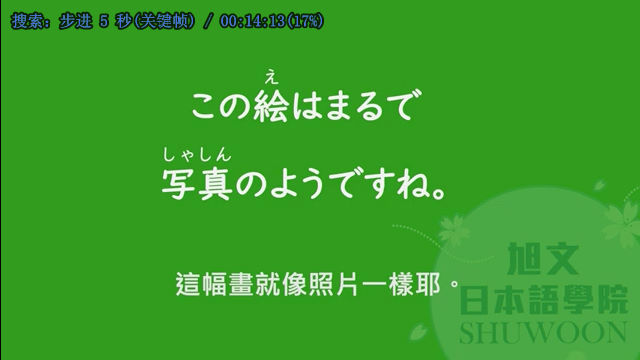 搜索: 步进 5 秒(关键帧) / 00:14:13(17%)
え
この絵はまるで
しゃしん
写真のようですね。
這幅畫就像照片一樣耶。
旭文
日本語學院
SHUWOON